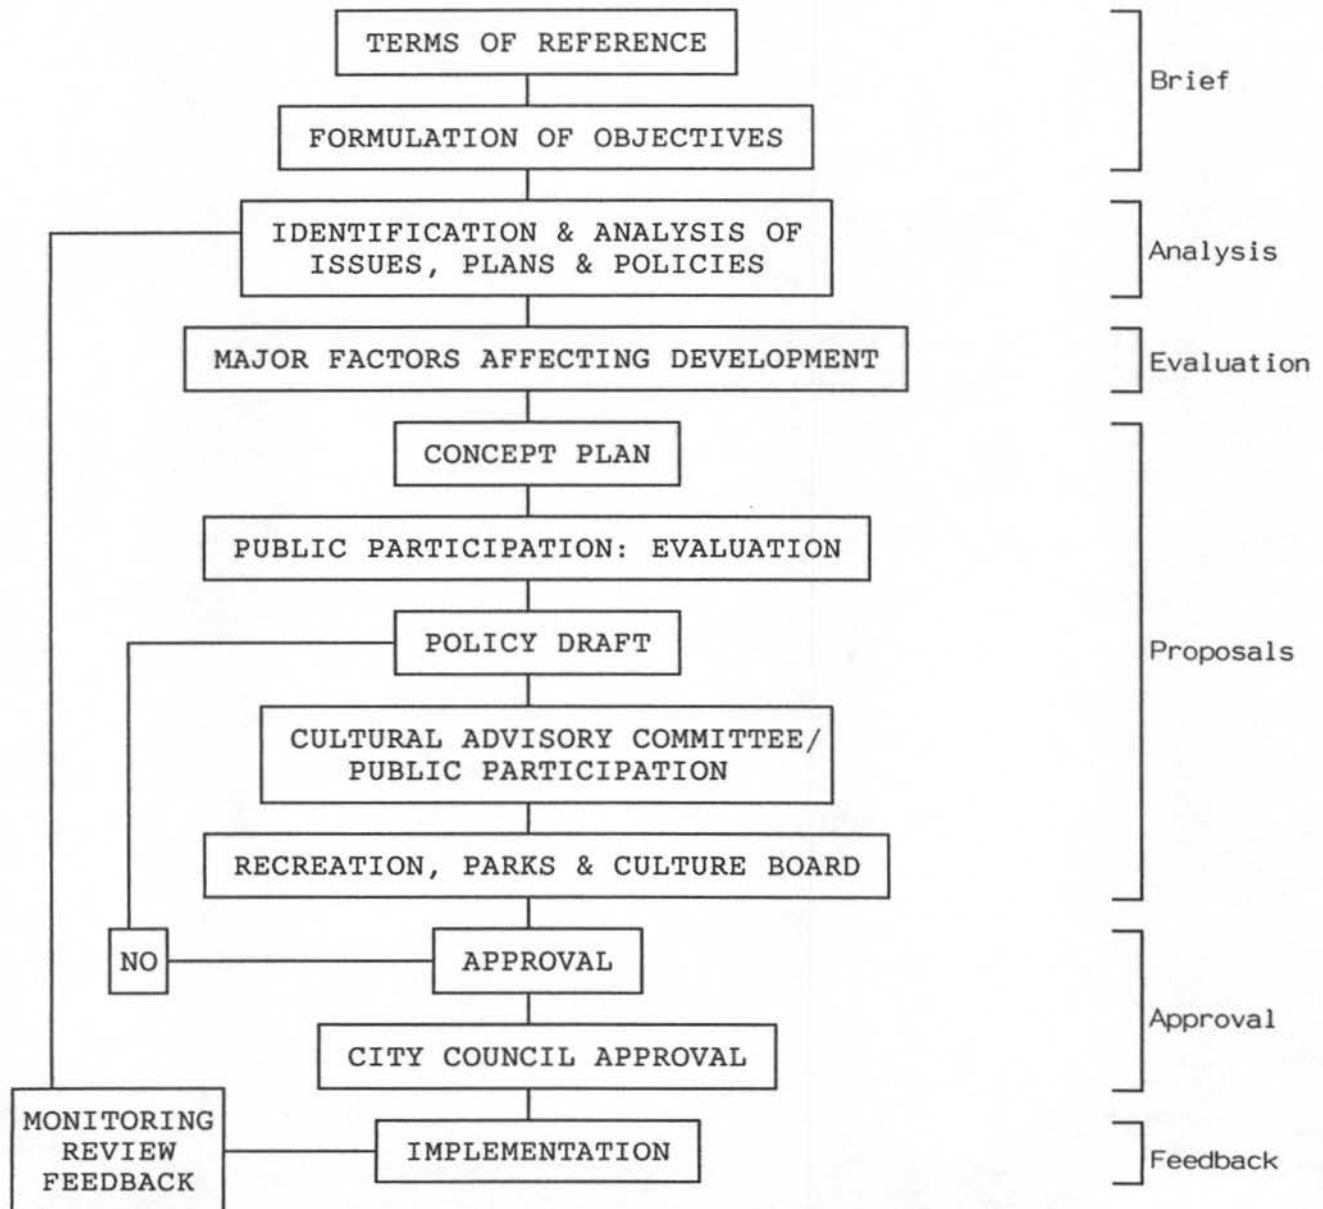 TERMS OF REFERENCE
Brief
FORMULATION OF OBJECTIVES
IDENTIFICATION & ANALYSIS OF
ISSUES, PLANS & POLICIES
Analysis
MAJOR FACTORS AFFECTING DEVELOPMENT
Evaluation
CONCEPT PLAN
PUBLIC PARTICIPATION: EVALUATION
POLICY DRAFT
Proposals
CULTURAL ADVISORY COMMITTEE/
PUBLIC PARTICIPATION
RECREATION, PARKS & CULTURE BOARD
NO
APPROVAL
Approval
CITY COUNCIL APPROVAL
MONITORING
REVIEW
FEEDBACK
IMPLEMENTATION
Feedback